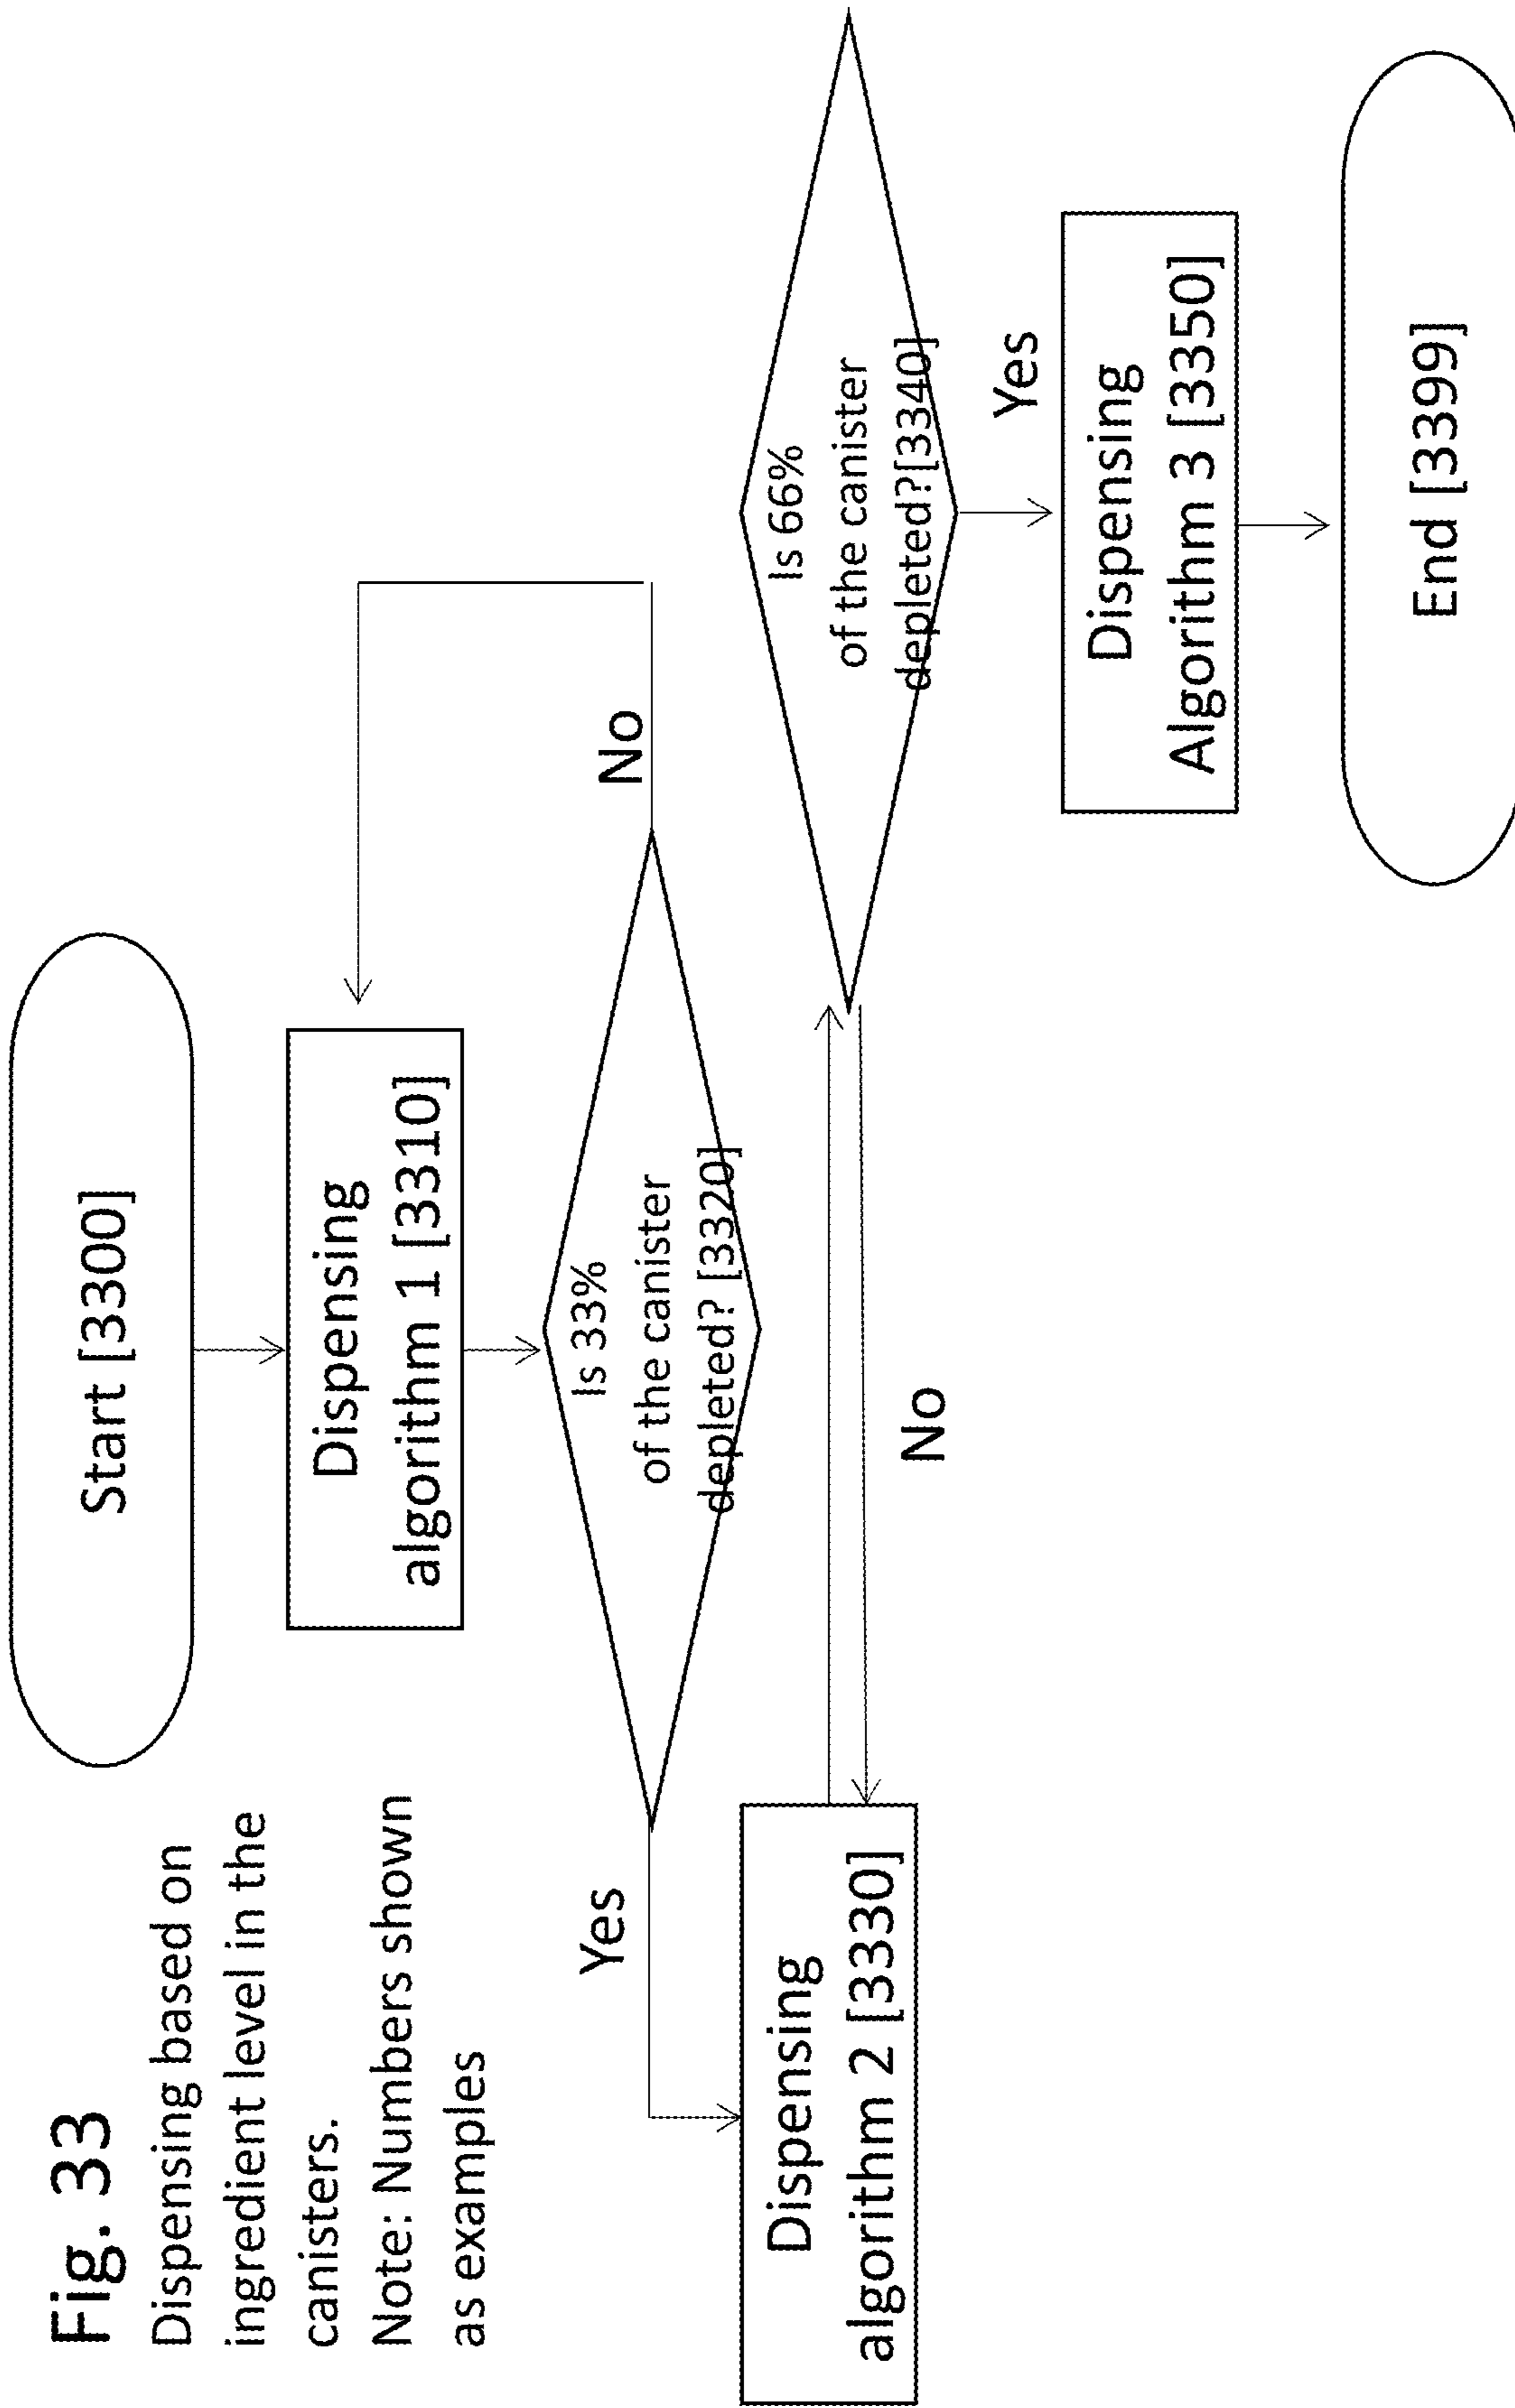 Fig. 33
Dispensing based on
ingredient level in the
canisters.
Note: Numbers shown
as examples
Start [3300]
Dispensing
algorithm 1 [3310]
Is 33%
of the canister
depleted? [3320]
Yes
No
Dispensing
algorithm 2 [3330]
Is 66%
of the canister
depleted?[3340]
No
Yes
Dispensing
Algorithm 3 [3350]
End [3399]